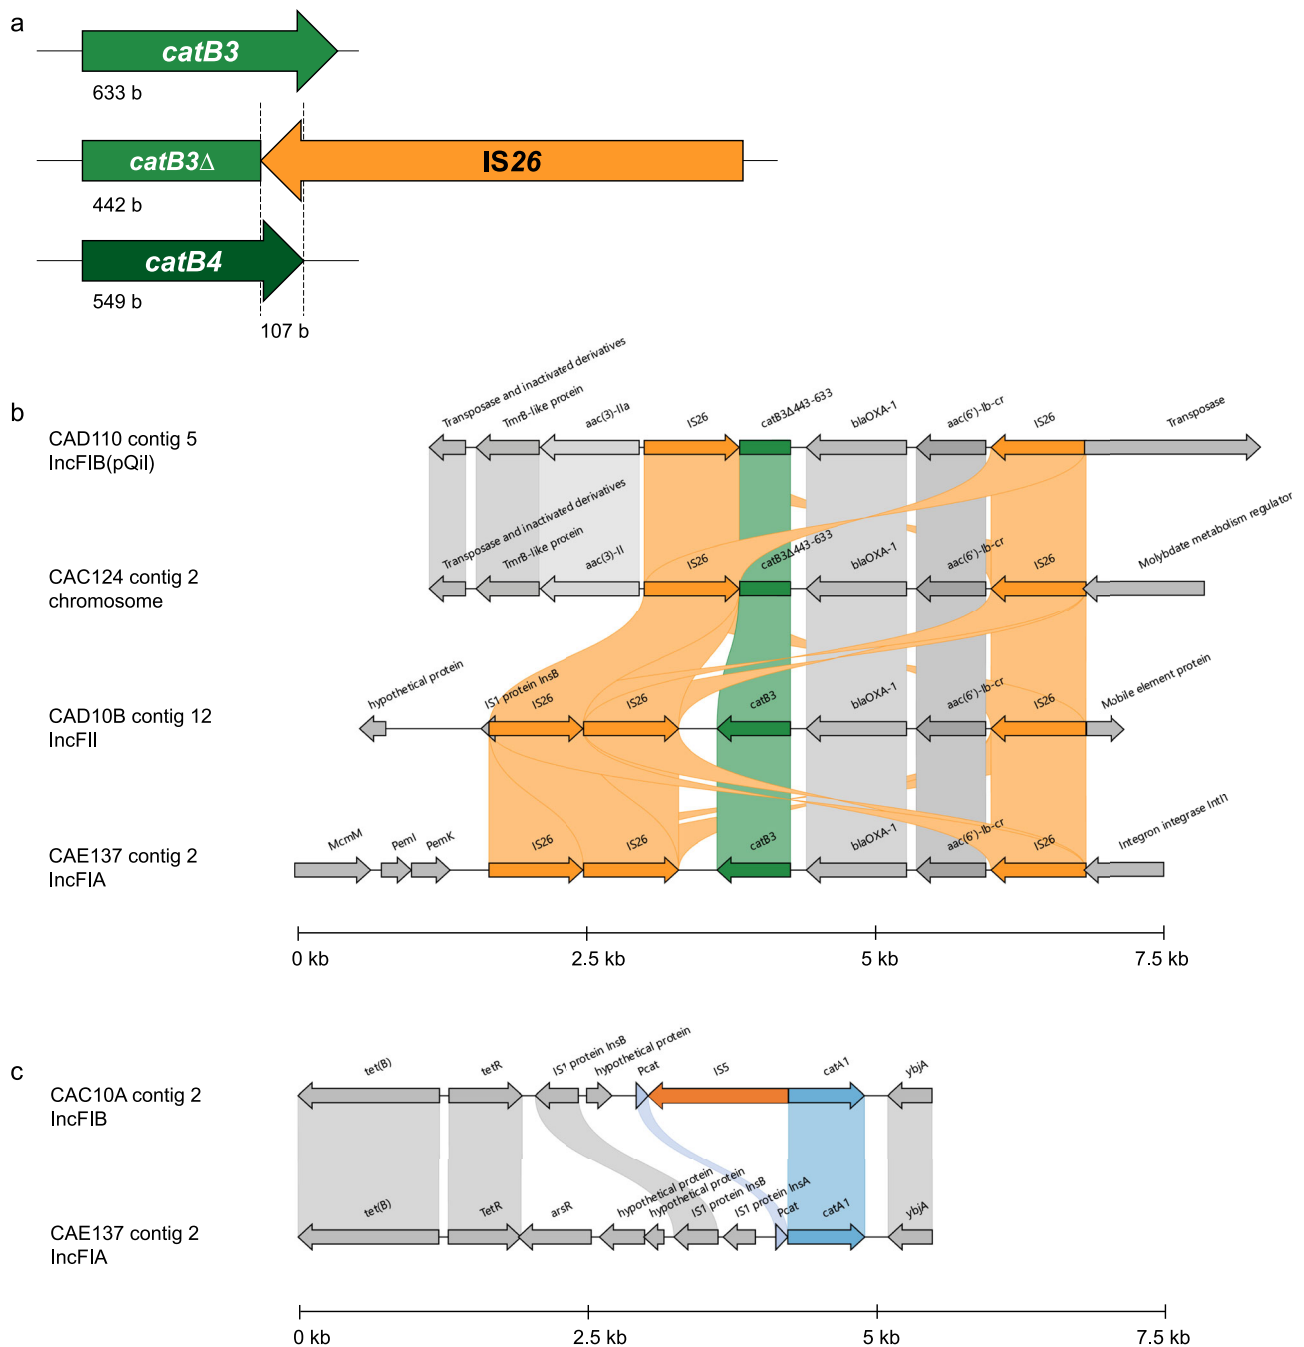 a
catB3
633 b
catB3Δ
IS26
442 b
catB4
549 b
107 b
b
CAD110 contig 5
IncFIB(pQil)
Transposase and inactivated derivatives
TmrB-like protein
aac(3)-IIa
IS26
catB3Δ443-633
blaOXA-1
aac(6')-Ib-cr
IS26
Transposase
CAC124 contig 2
chromosome
Transposase and inactivated derivatives
TmrB-like protein
aac(3)-II
IS26
catB3Δ443-633
blaOXA-1
aac(6')-Ib-cr
IS26
Molybdate metabolism regulator
CAD10B contig 12
IncFII
hypothetical protein
IS1 protein InsB
IS26
IS26
catB3
blaOXA-1
aac(6')-Ib-cr
IS26
Mobile element protein
CAE137 contig 2
IncFIA
McmM
PemI
PemK
IS26
IS26
catB3
blaOXA-1
aac(6')-Ib-cr
IS26
Integron integrase IntI1
0 kb
2.5 kb
5 kb
7.5 kb
c
CAC10A contig 2
IncFIB
tet(B)
tetR
IS1 protein InsB
hypothetical protein
Pcat
IS5
catA1
ybjA
CAE137 contig 2
IncFIA
tet(B)
TetR
arsR
hypothetical protein
hypothetical protein
IS1 protein InsB
IS1 protein InsA
Pcat
catA1
ybjA
0 kb
2.5 kb
5 kb
7.5 kb